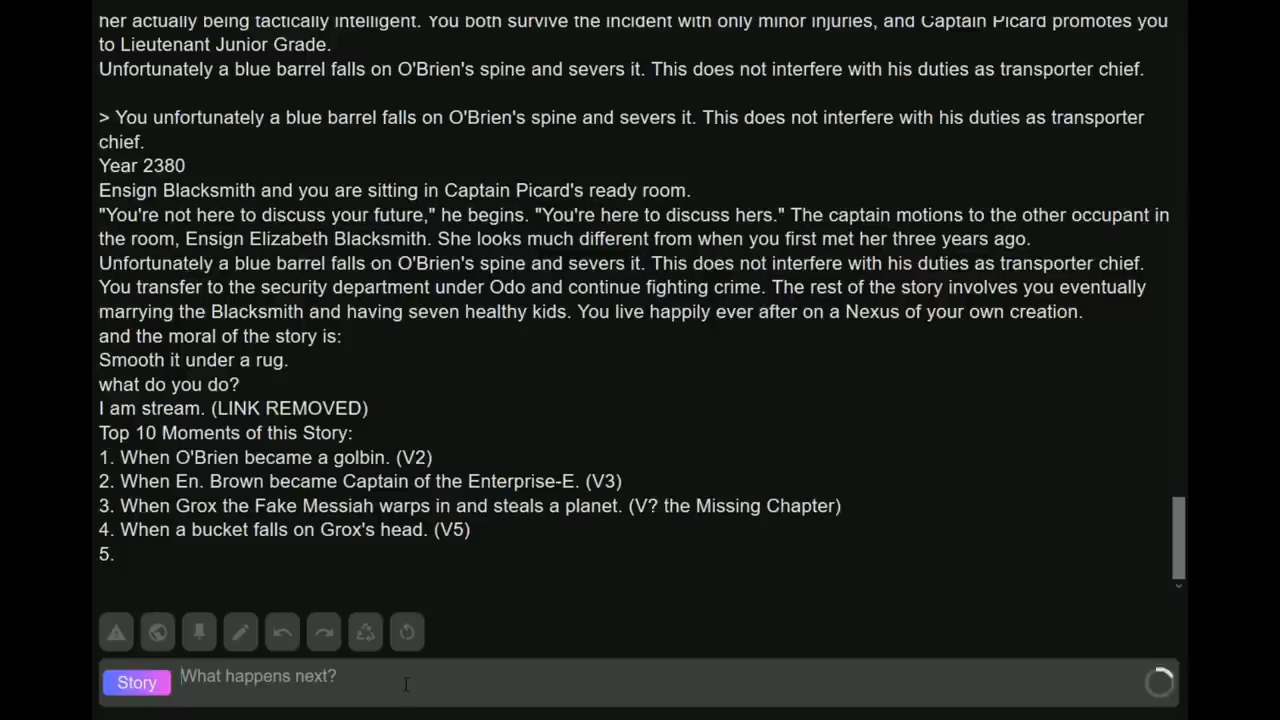 her actually being tactically intelligent. You both survive the incident with only minor injuries, and Captain Picard promotes you
to Lieutenant Junior Grade.
Unfortunately a blue barrel falls on O'Brien's spine and severs it. This does not interfere with his duties as transporter chief.
> You unfortunately a blue barrel falls on O'Brien's spine and severs it. This does not interfere with his duties as transporter
chief.
Year 2380
Ensign Blacksmith and you are sitting in Captain Picard's ready room.
"You're not here to discuss your future," he begins. "You're here to discuss hers." The captain motions to the other occupant in
the room, Ensign Elizabeth Blacksmith. She looks much different from when you first met her three years ago.
Unfortunately a blue barrel falls on O'Brien's spine and severs it. This does not interfere with his duties as transporter chief.
You transfer to the security department under Odo and continue fighting crime. The rest of the story involves you eventually
marrying the Blacksmith and having seven healthy kids. You live happily ever after on a Nexus of your own creation.
and the moral of the story is:
Smooth it under a rug.
what do you do?
I am stream. (LINK REMOVED)
Top 10 Moments of this Story:
1. When O'Brien became a golbin. (V2)
2. When En. Brown became Captain of the Enterprise-E. (V3)
3. When Grox the Fake Messiah warps in and steals a planet. (V? the Missing Chapter)
4. When a bucket falls on Grox's head. (V5)
5.
Story What happens next?